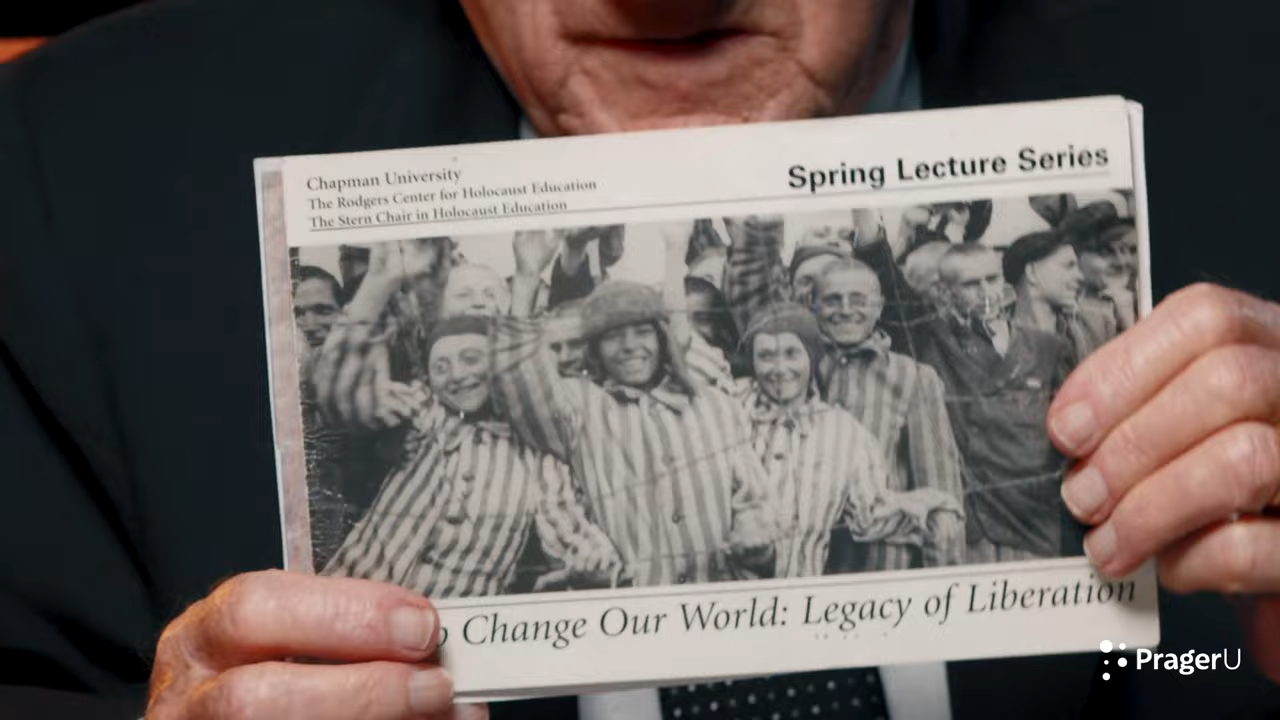 Chapman University
The Rodgers Center for Holocaust Education
The Stern Chair in Holocaust Education
Spring Lecture Series
Change Our World: Legacy of Liberation
PragerU